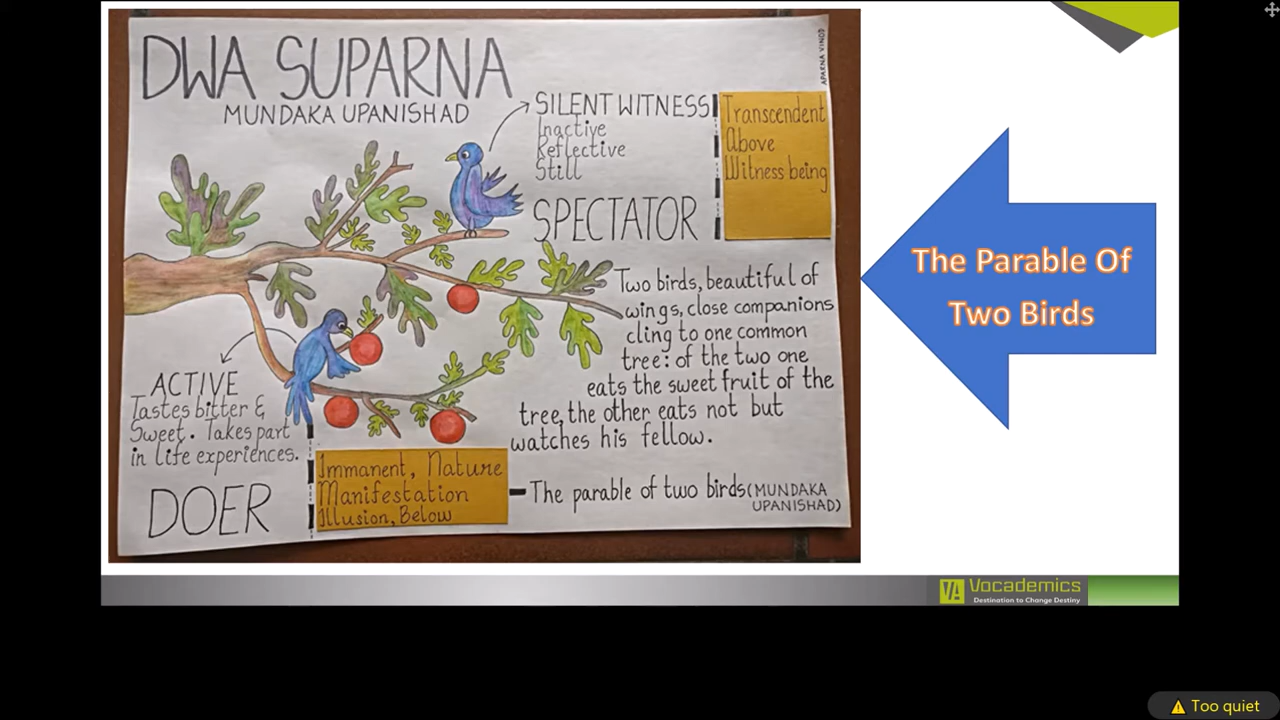 DWA SUPARNA
MUNDAKA UPANISHAD
APARNA VINOD
SILENT WITNESS
Inactive
Reflective
Still
SPECTATOR
Transcendent
Above
Witness being
Two birds, beautiful of
wings, close companions
cling to one common
tree: of the two one
eats the sweet fruit of the
tree, the other eats not but
watches his fellow.
ACTIVE
Tastes bitter &
Sweet. Takes part
in life experiences.
DOER
Immanent, Nature
Manifestation
Illusion, Below
The parable of two birds (MUNDAKA
UPANISHAD)
The Parable Of
Two Birds
VA Vocademics
Destination to Change Destiny
Too quiet